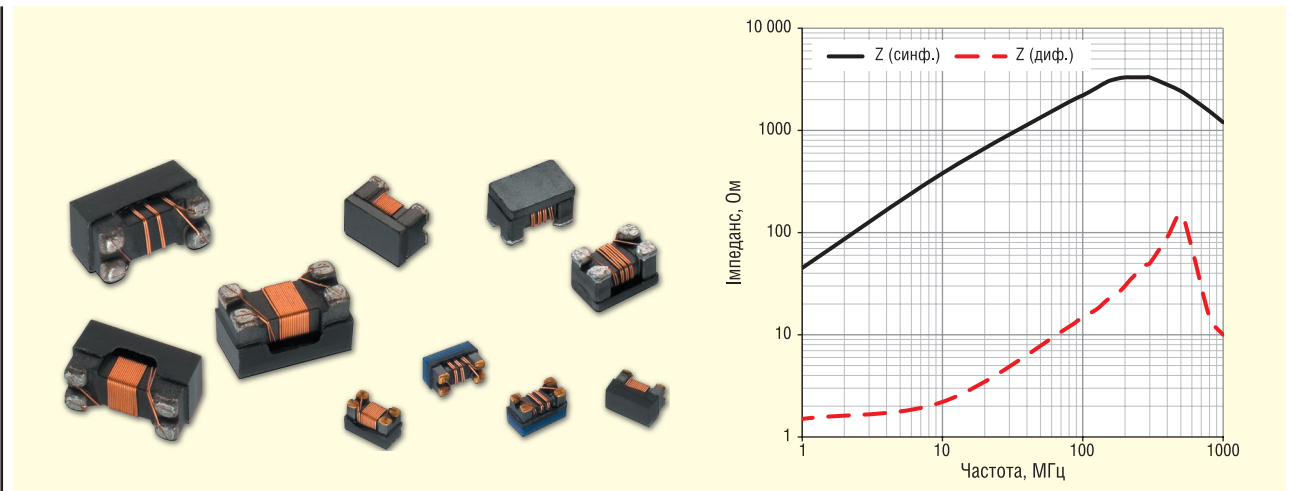 10 000
Z (синф.) Z (диф.)
1000
100
10
1
Імпеданс, Ом
1 10 100 1000
Частота, МГц